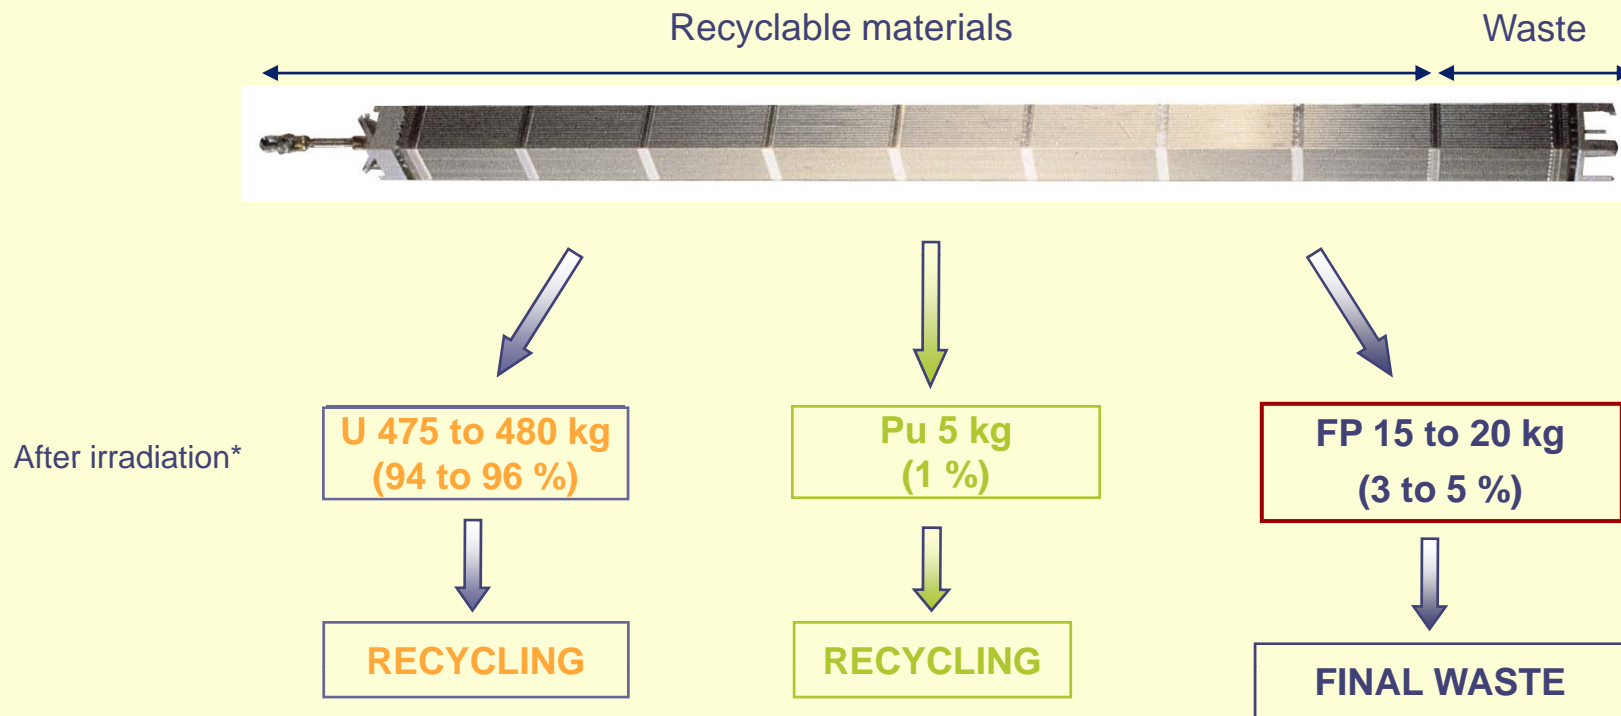 Recyclable materials
Waste
After irradiation*
U 475 to 480 kg
(94 to 96 %)
Pu 5 kg
(1 %)
FP 15 to 20 kg
(3 to 5 %)
RECYCLING
RECYCLING
FINAL WASTE